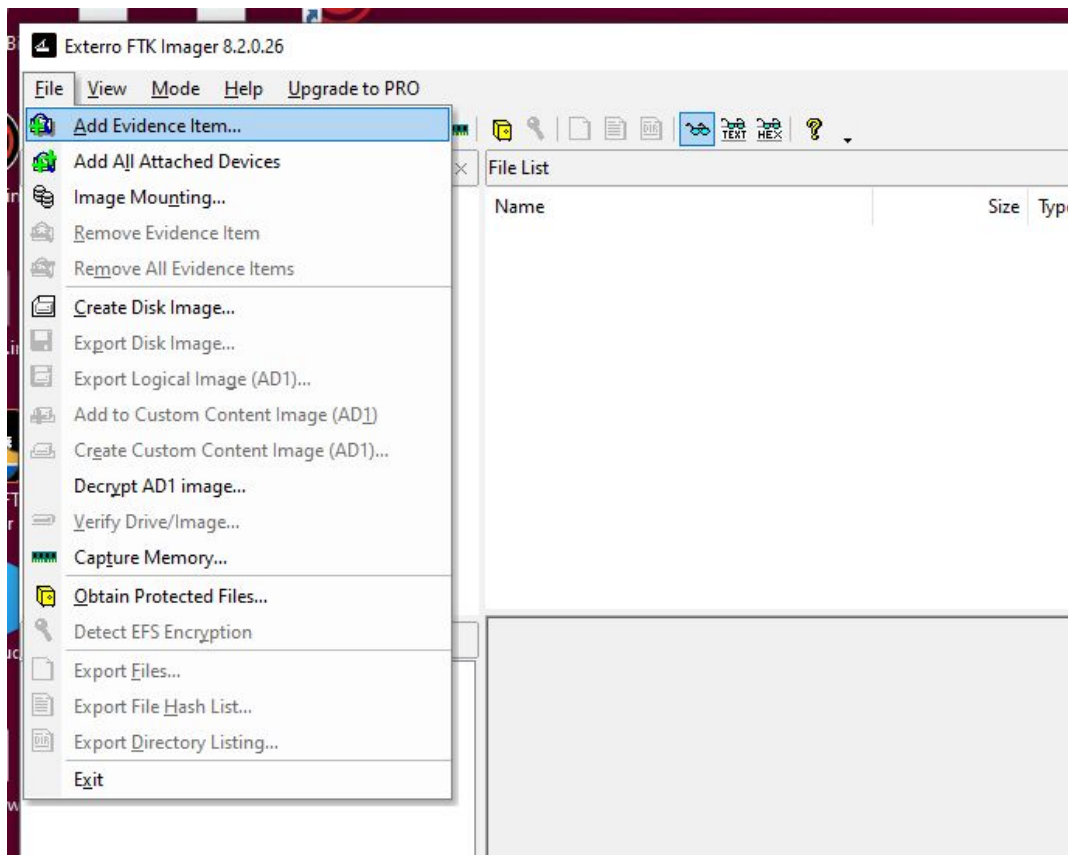 Exterro FTK Imager 8.2.0.26
File View Mode Help Upgrade to PRO
Add Evidence Item...
TEXT HEX
Add All Attached Devices
File List
Image Mounting...
Name Size
Remove Evidence Item
Remove All Evidence Items
Create Disk Image...
Export Disk Image...
Export Logical Image (AD1)...
Add to Custom Content Image (AD1)
Create Custom Content Image (AD1)...
Decrypt AD1 image...
Verify Drive/Image...
Capture Memory...
Obtain Protected Files...
Detect EFS Encryption
Export Files...
Export File Hash List...
Export Directory Listing...
Exit